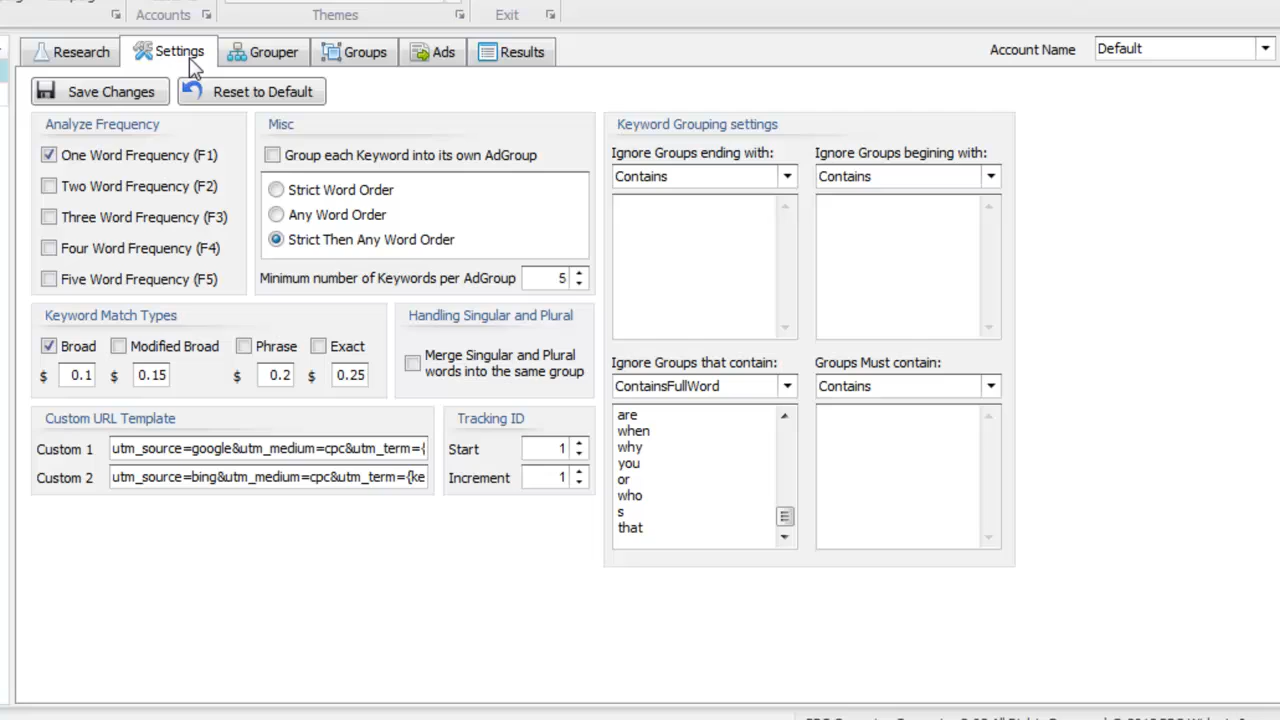 Accounts
Themes
Exit
Research
Settings
Grouper
Groups
Ads
Results
Account Name
Default
Save Changes
Reset to Default
Analyze Frequency
One Word Frequency (F1)
Two Word Frequency (F2)
Three Word Frequency (F3)
Four Word Frequency (F4)
Five Word Frequency (F5)
Misc
Group each Keyword into its own AdGroup
Strict Word Order
Any Word Order
Strict Then Any Word Order
Minimum number of Keywords per AdGroup 5
Keyword Match Types
Broad
Modified Broad
Phrase
Exact
$ 0.1
$ 0.15
$ 0.2
$ 0.25
Handling Singular and Plural
Merge Singular and Plural
words into the same group
Custom URL Template
Custom 1 utm_source=google&utm_medium=cpc&utm_term={
Custom 2 utm_source=bing&utm_medium=cpc&utm_term={ke
Tracking ID
Start 1
Increment 1
Keyword Grouping settings
Ignore Groups ending with:
Contains
Ignore Groups begining with:
Contains
Ignore Groups that contain:
ContainsFullWord
are
when
why
you
or
who
s
that
Groups Must contain:
Contains